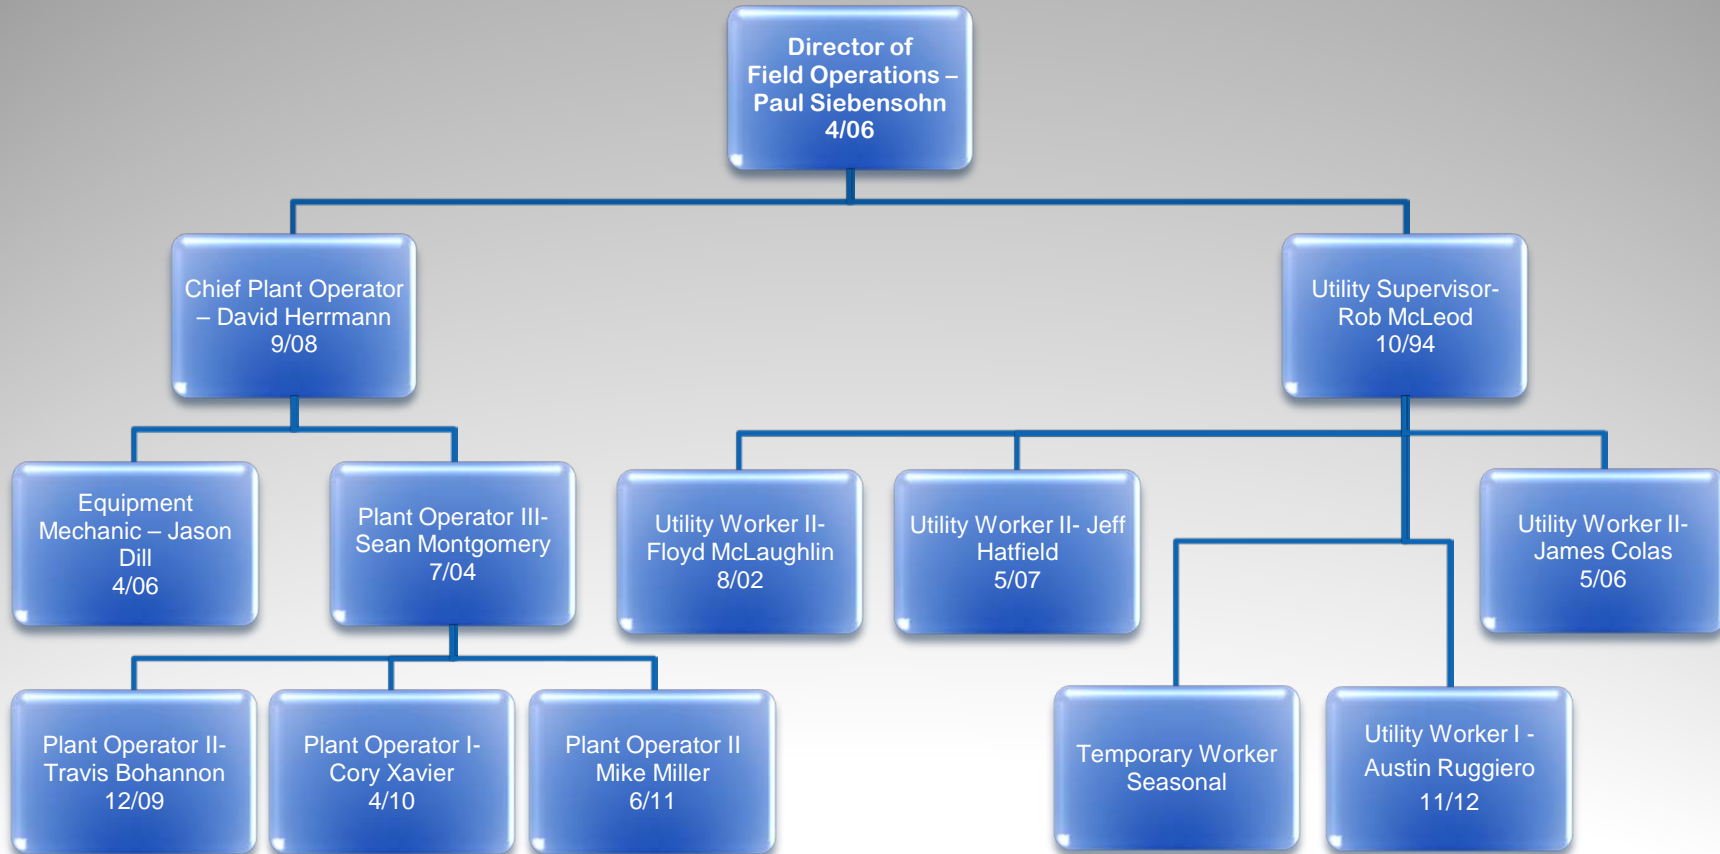 Director of
Field Operations –
Paul Siebensohn
4/06
Chief Plant Operator
– David Herrmann
9/08
Utility Supervisor-
Rob McLeod
10/94
Equipment
Mechanic – Jason
Dill
4/06
Plant Operator III-
Sean Montgomery
7/04
Utility Worker II-
Floyd McLaughlin
8/02
Utility Worker II- Jeff
Hatfield
5/07
Utility Worker II-
James Colas
5/06
Plant Operator II-
Travis Bohannon
12/09
Plant Operator I-
Cory Xavier
4/10
Plant Operator II
Mike Miller
6/11
Temporary Worker
Seasonal
Utility Worker I -
Austin Ruggiero
11/12